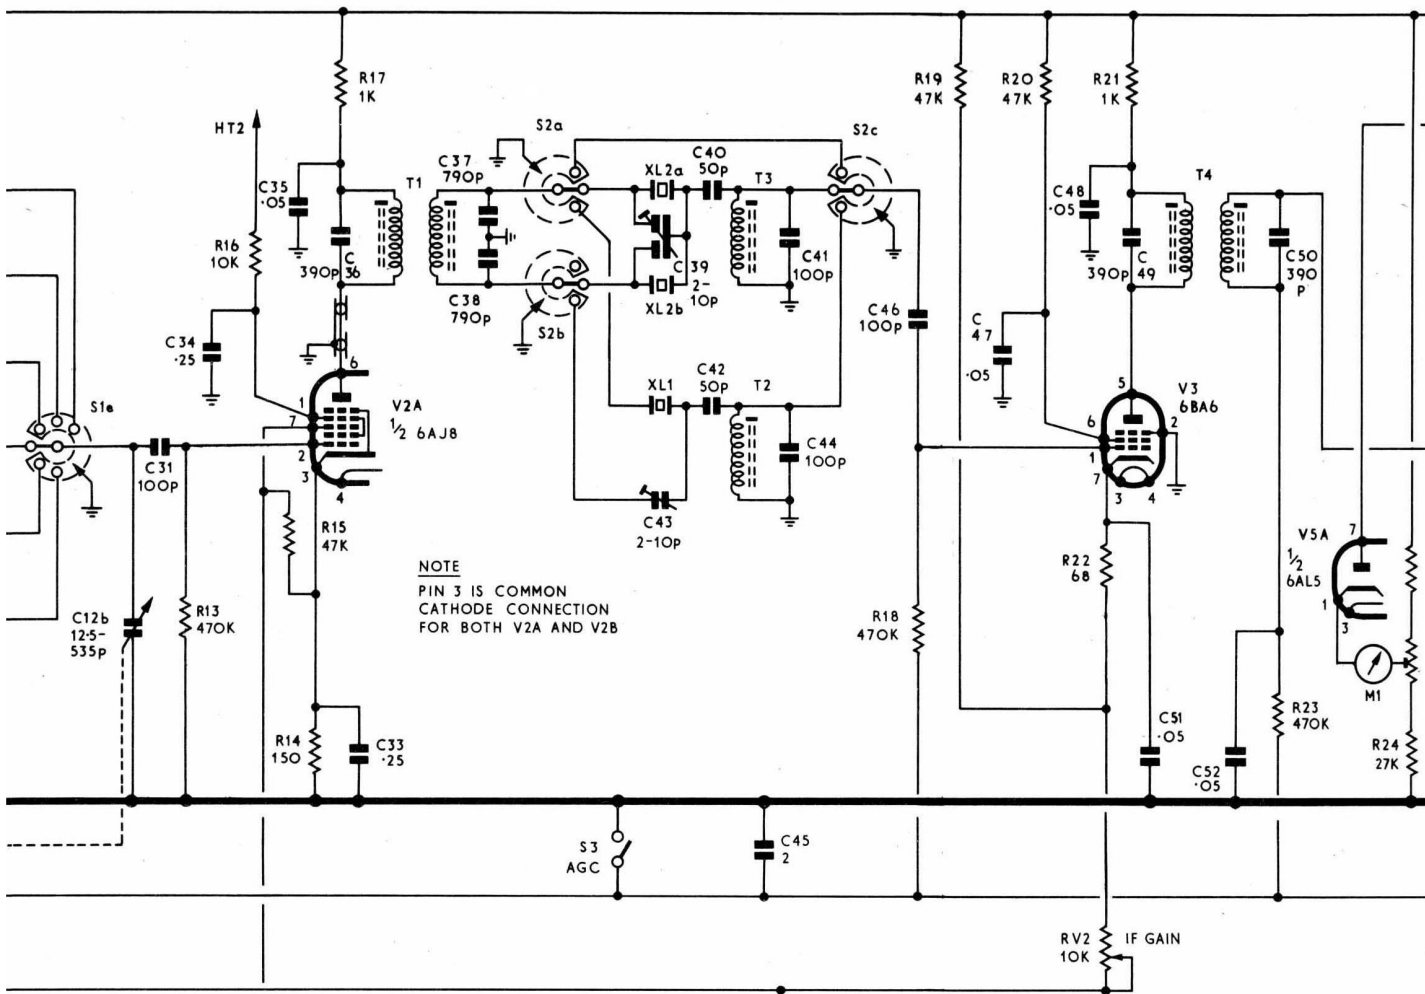 R17
1K
HT2
C35
.05
R16
10K
C34
.25
390p
C
36
T1
C37
790p
C38
790p
S2a
S2b
XL2a
XL2b
C40
50p
C
39
2-
10p
T3
C41
100p
S2c
XL1
C42
50p
T2
C44
100p
C43
2-10p
C46
100p
R18
470K
R19
47K
R20
47K
R21
1K
C48
.05
390p
C
49
T4
C50
390
P
C
47
.05
V3
6BA6
5
6
1
2
7
3
4
S1e
C31
100p
6
1
7
2
3
4
V2A
1/2 6AJ8
R15
47K
C12b
12.5-
535p
R13
470K
R14
150
C33
.25
NOTE
PIN 3 IS COMMON
CATHODE CONNECTION
FOR BOTH V2A AND V2B
R22
68
C51
.05
C52
.05
R23
470K
V5A
1/2
6AL5
7
1
3
M1
R24
27K
S3
AGC
C45
2
RV2
10K
IF GAIN